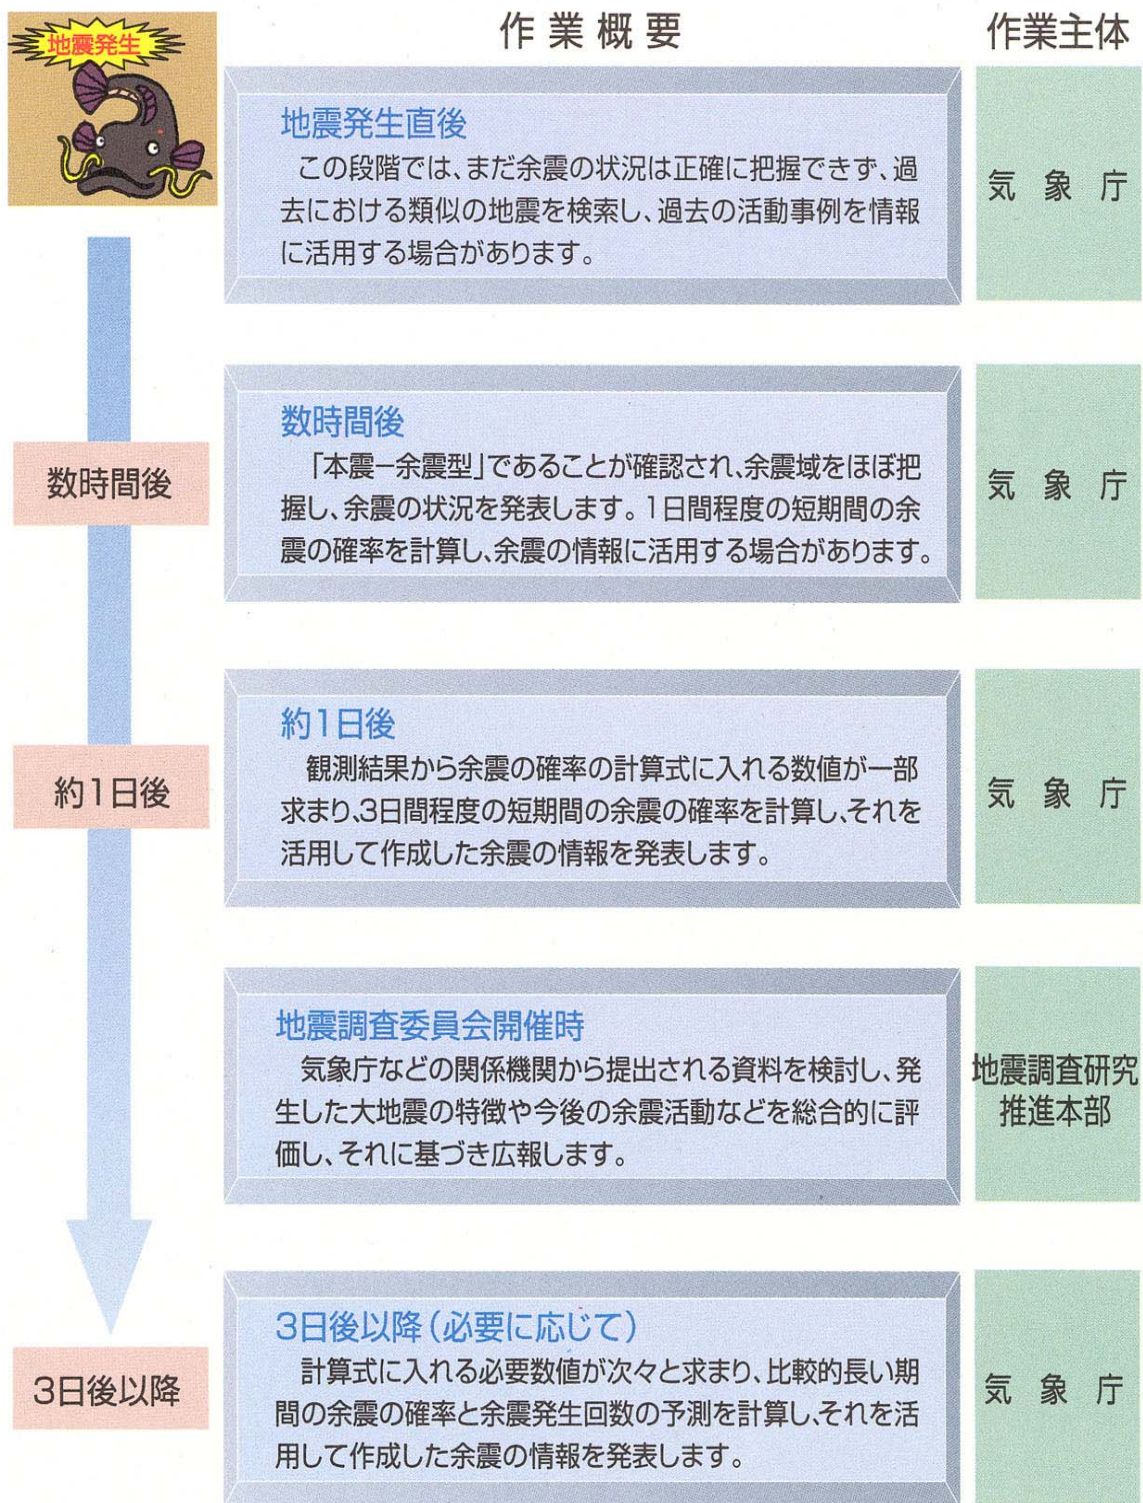 地震発生
作業概要
作業主体
地震発生直後
この段階では、まだ余震の状況は正確に把握できず、過
去における類似の地震を検索し、過去の活動事例を情報
に活用する場合があります。
気象庁
数時間後
数時間後
「本震−余震型」であることが確認され、余震域をほぼ把
握し、余震の状況を発表します。1日間程度の短期間の余
震の確率を計算し、余震の情報に活用する場合があります。
気象庁
約1日後
約1日後
観測結果から余震の確率の計算式に入れる数値が一部
求まり、3日間程度の短期間の余震の確率を計算し、それを
活用して作成した余震の情報を発表します。
気象庁
地震調査委員会開催時
気象庁などの関係機関から提出される資料を検討し、発
生した大地震の特徴や今後の余震活動などを総合的に評
価し、それに基づき広報します。
地震調査研究
推進本部
3日後以降
3日後以降(必要に応じて)
計算式に入れる必要数値が次々と求まり、比較的長い期
間の余震の確率と余震発生回数の予測を計算し、それを活
用して作成した余震の情報を発表します。
気象庁